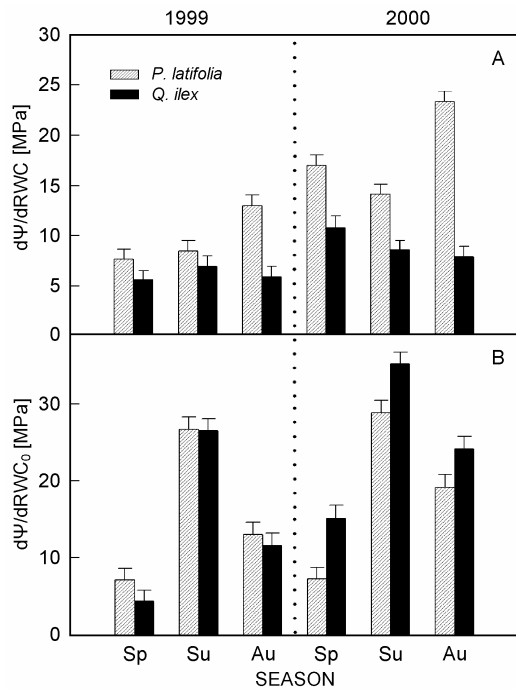 1999 2000
A
P. latifolia
Q. ilex
dΨ/dRWC [MPa]
30
25
20
15
10
5
0
B
dΨ/dRWC₀ [MPa]
30
20
10
0
Sp Su Au Sp Su Au
SEASON